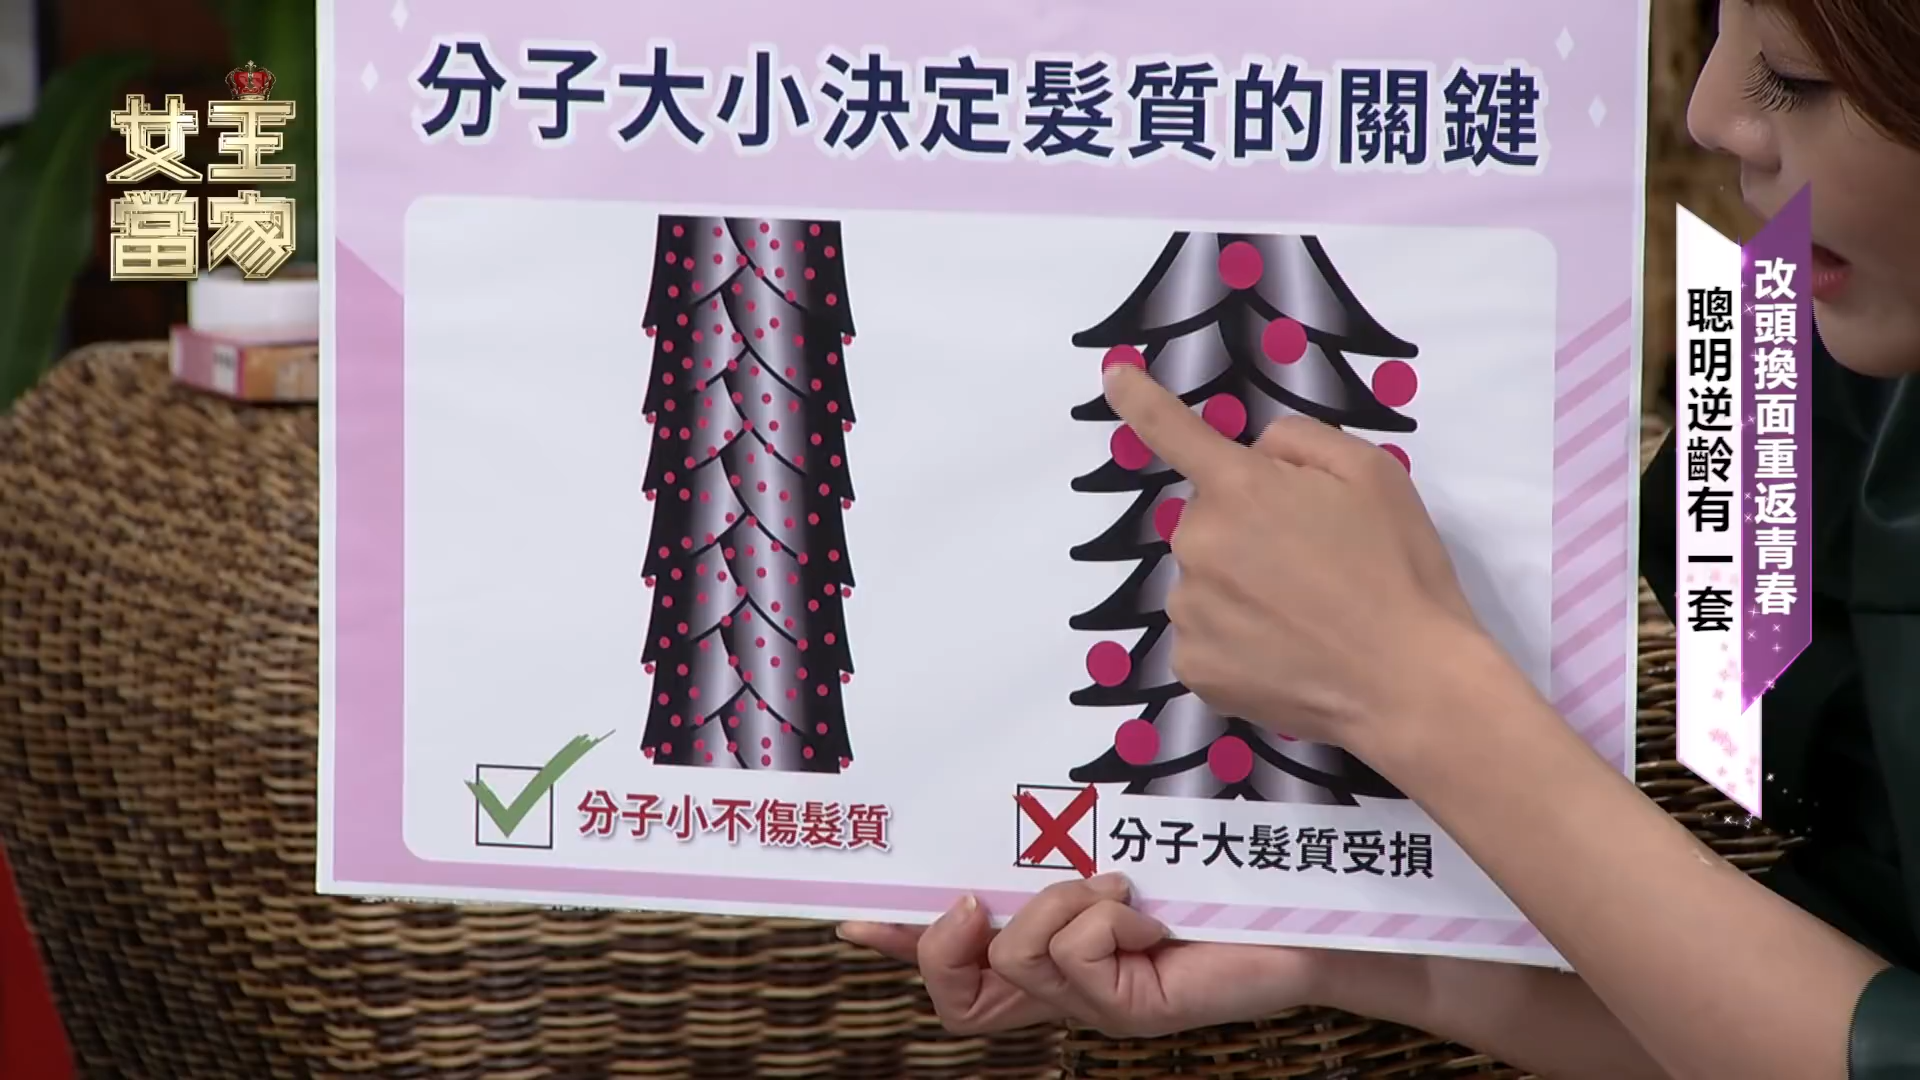 女王
當家
分子大小決定髮質的關鍵
分子小不傷髮質
分子大髮質受損
改頭換面重返青春
聰明逆齡有一套